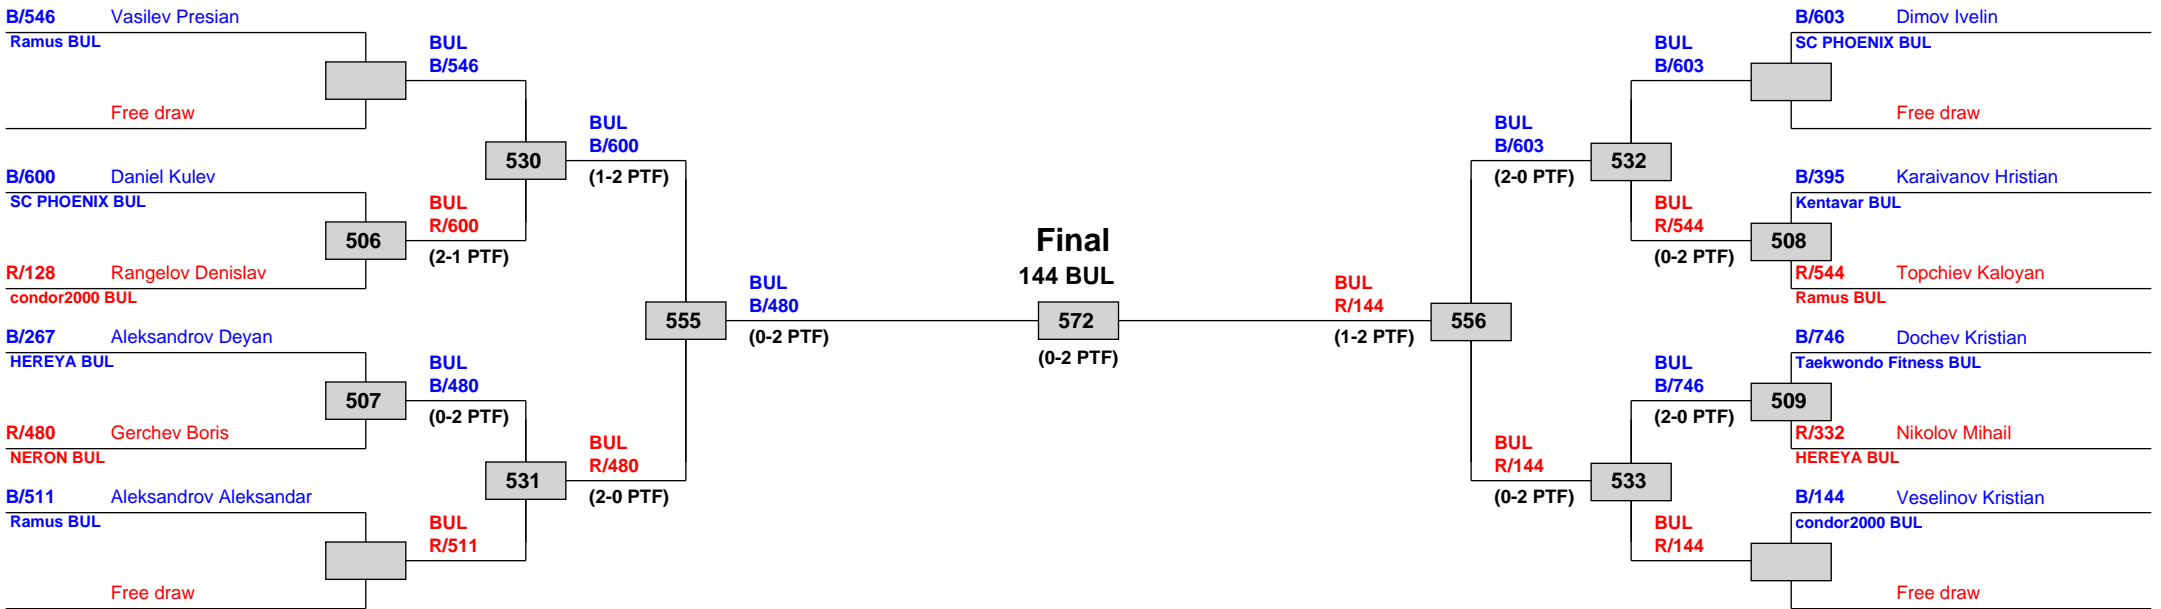 B/546 Vasilev Presian
Ramus BUL
BUL
B/546
Free draw
530
BUL
B/600
(1-2 PTF)
B/600 Daniel Kulev
SC PHOENIX BUL
506
BUL
R/600
(2-1 PTF)
R/128 Rangelov Denislav
condor2000 BUL
555
BUL
B/480
(0-2 PTF)
B/267 Aleksandrov Deyan
HEREYA BUL
507
BUL
B/480
(0-2 PTF)
R/480 Gerchev Boris
NERON BUL
531
BUL
R/480
(2-0 PTF)
B/511 Aleksandrov Aleksandar
Ramus BUL
BUL
R/511
Free draw
Final
144 BUL
572
(0-2 PTF)
BUL
R/144
(1-2 PTF)
556
BUL
B/603
(2-0 PTF)
532
BUL
B/603
B/603 Dimov Ivelin
SC PHOENIX BUL
Free draw
BUL
R/544
(0-2 PTF)
508
B/395 Karaivanov Hristian
Kentavar BUL
R/544 Topchiev Kaloyan
Ramus BUL
BUL
R/144
(0-2 PTF)
533
BUL
B/746
(2-0 PTF)
509
B/746 Dochev Kristian
Taekwondo Fitness BUL
R/332 Nikolov Mihail
HEREYA BUL
BUL
R/144
B/144 Veselinov Kristian
condor2000 BUL
Free draw